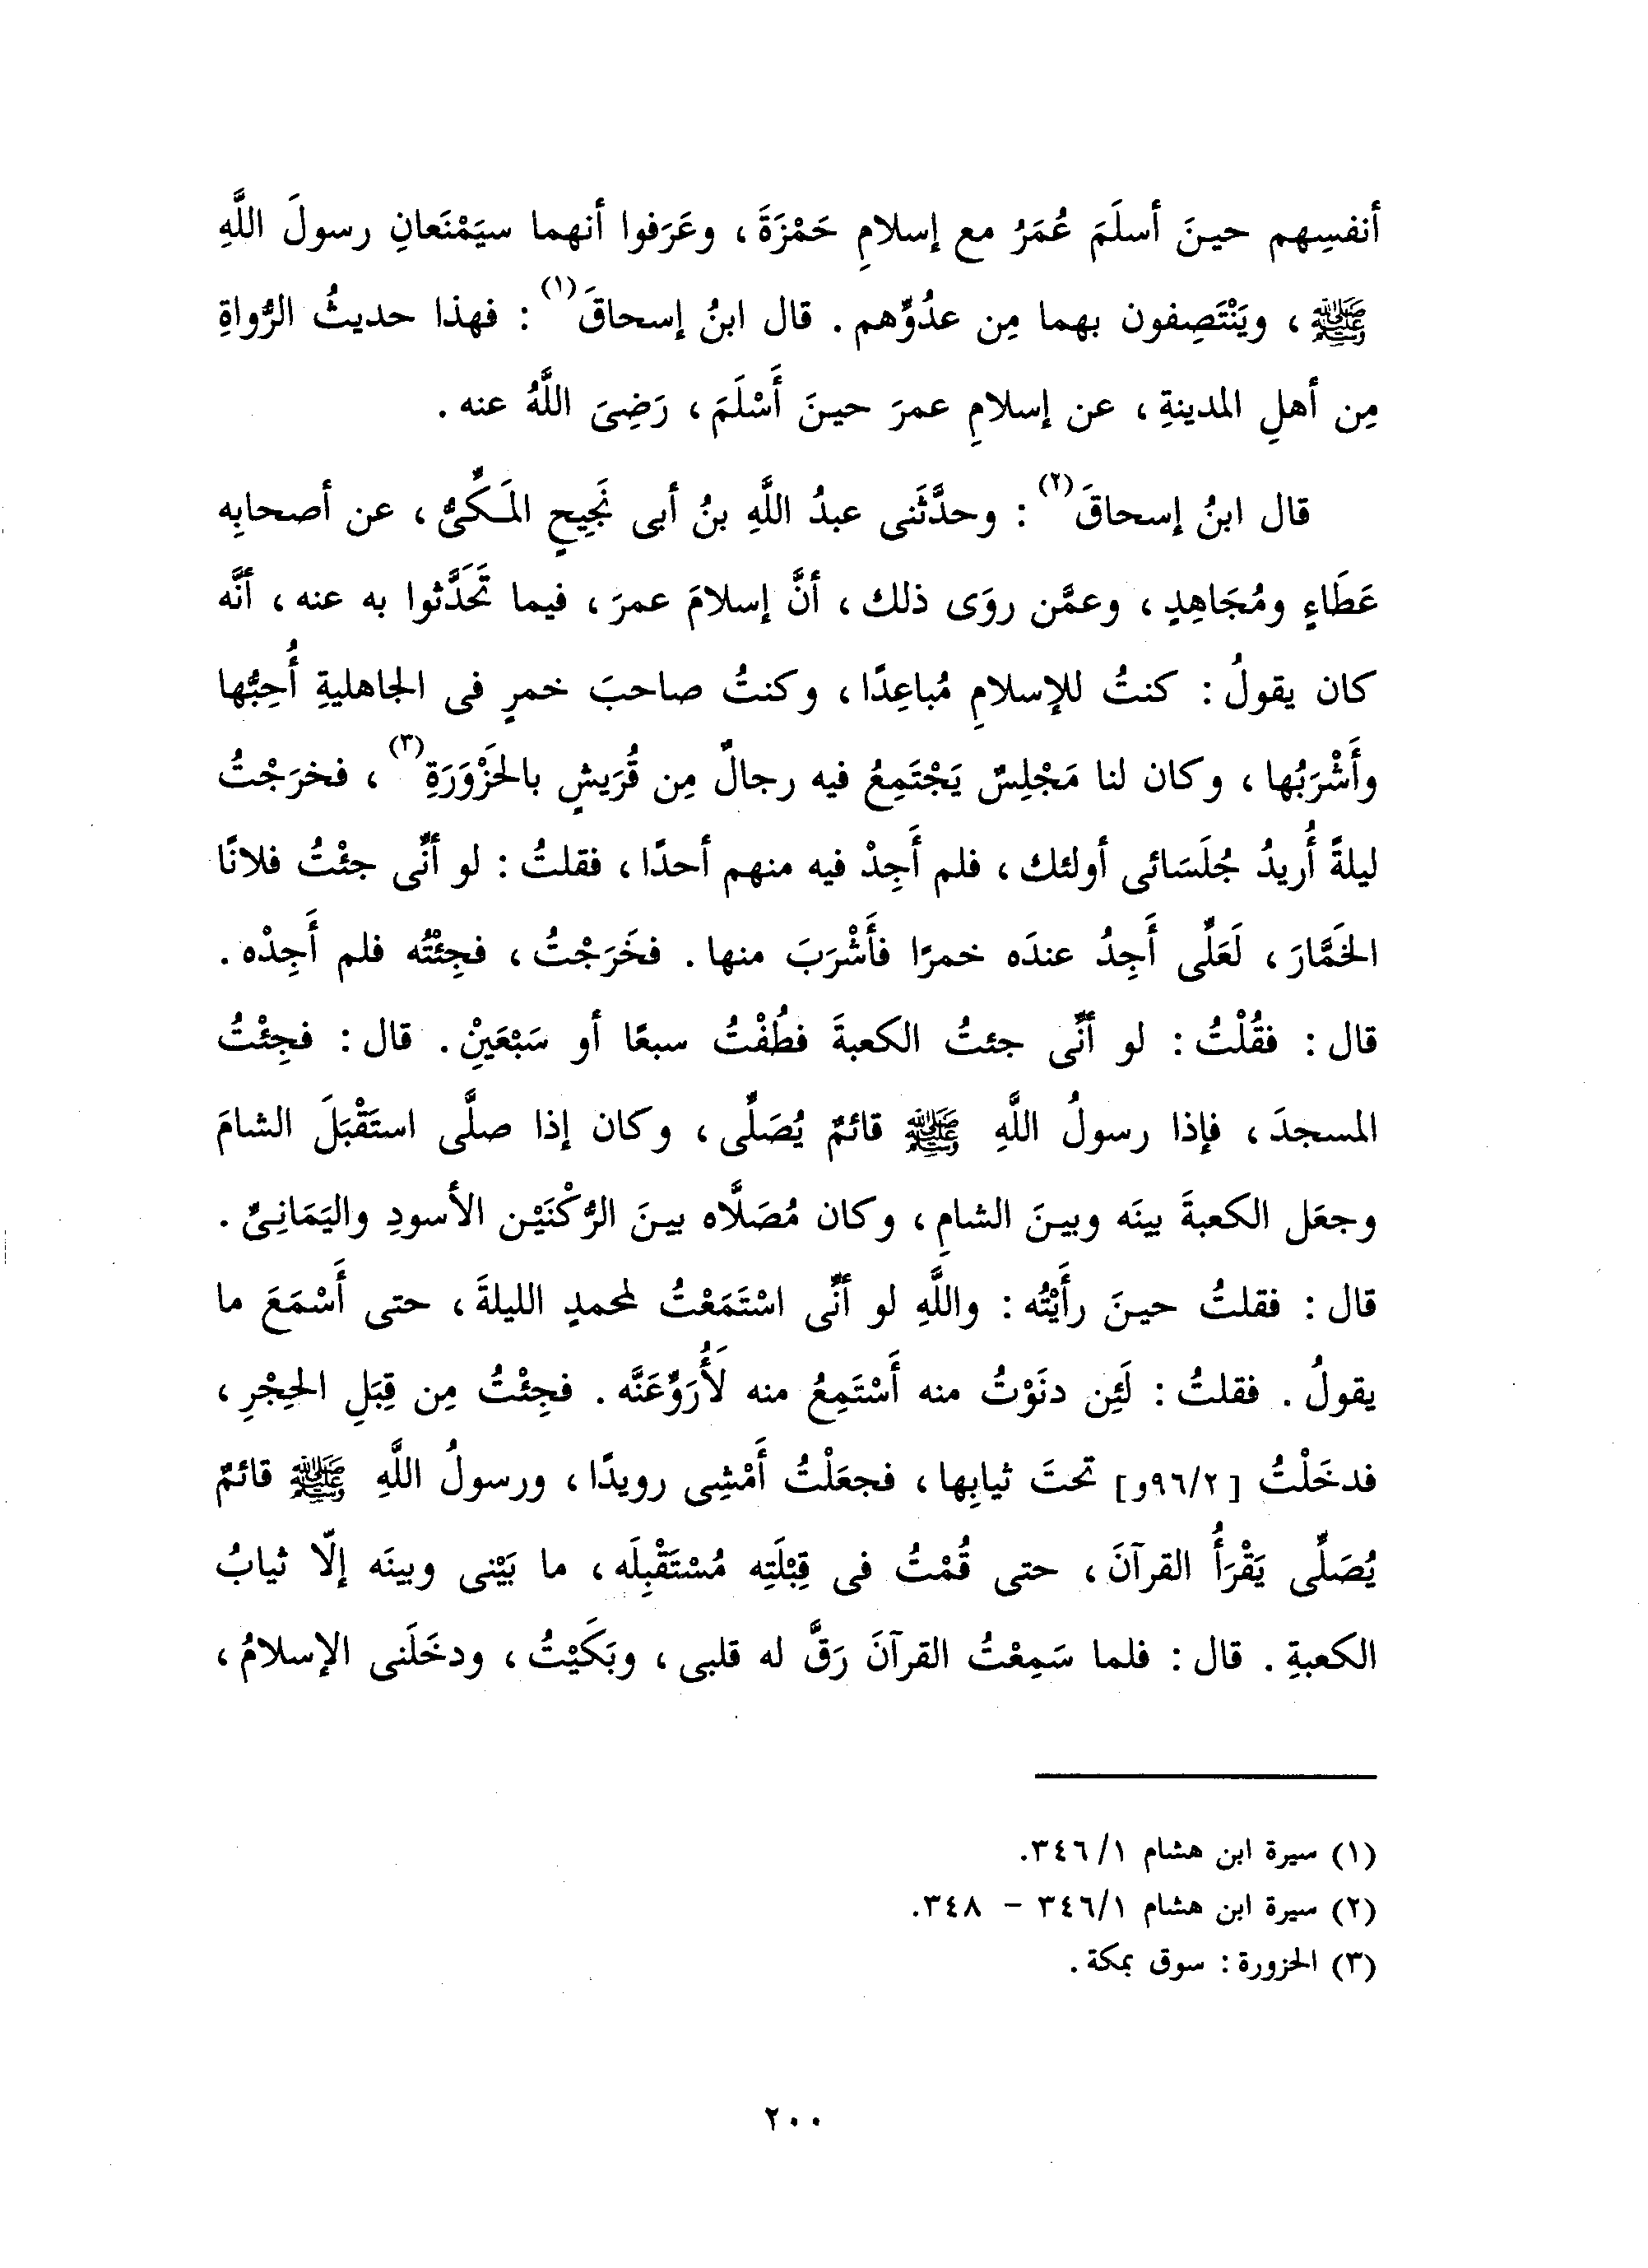 أنفسِهم حينَ أسلَمَ عُمَرُ مع إسلامِ حَمْزَةَ، وعَرَفوا أنهما سيَمْنَعانِ رسولَ اللَّهِ
ﷺ، ويَنْتَصِفون بهما مِن عدُوِّهم. قال ابنُ إسحاقَ(١): فهذا حديثُ الرُّواةِ
مِن أهلِ المدينةِ، عن إسلامِ عمرَ حينَ أَسْلَمَ، رَضِىَ اللَّهُ عنه.
قال ابنُ إسحاقَ(٢): وحدَّثَنى عبدُ اللَّهِ بنُ أبى نَجِيحٍ المَكِّىُّ، عن أصحابِه
عَطَاءٍ ومُجَاهِدٍ، وعمَّن روَى ذلك، أنَّ إسلامَ عمرَ، فيما تَحَدَّثوا به عنه، أنَّه
كان يقولُ: كنتُ للإسلامِ مُباعِدًا، وكنتُ صاحبَ خمرٍ فى الجاهليةِ أُحِبُّها
وأَشْرَبُها، وكان لنا مَجْلِسٌ يَجْتَمِعُ فيه رجالٌ مِن قُرَيشٍ بالحَزْوَرَةِ(٣)، فخرَجْتُ
ليلةً أُرِيدُ جُلَسَائى أولئك، فلم أَجِدْ فيه منهم أحدًا، فقلتُ: لو أنِّى جئْتُ فلانًا
الخَمَّارَ، لَعَلِّى أَجِدُ عندَه خمرًا فأَشْرَبَ منها. فخَرَجْتُ، فجِئْتُه فلم أَجِدْه.
قال: فقُلْتُ: لو أنِّى جئتُ الكعبةَ فطُفْتُ سبعًا أو سَبْعَيْنِ. قال: فجِئْتُ
المسجدَ، فإذا رسولُ اللَّهِ ﷺ قائمٌ يُصَلِّى، وكان إذا صلَّى استَقْبَلَ الشامَ
وجعَل الكعبةَ بينَه وبينَ الشامِ، وكان مُصَلَّاه بينَ الرُّكْنَيْن الأسودِ واليَمَانِىِّ.
قال: فقلتُ حينَ رأَيْتُه: واللَّهِ لو أنِّى اسْتَمَعْتُ لمحمدٍ الليلةَ، حتى أَسْمَعَ ما
يقولُ. فقلتُ: لَئِن دنَوْتُ منه أَسْتَمِعُ منه لَأُرَوِّعَنَّه. فجِئْتُ مِن قِبَلِ الحِجْرِ،
فدخَلْتُ [٩٦/٢و] تحتَ ثيابِها، فجعَلْتُ أَمْشِى رويدًا، ورسولُ اللَّهِ ﷺ قائمٌ
يُصَلِّى يَقْرَأُ القرآنَ، حتى قُمْتُ فى قِبْلَتِه مُسْتَقْبِلَه، ما بَيْنى وبينَه إلّا ثيابُ
الكعبةِ. قال: فلما سَمِعْتُ القرآنَ رَقَّ له قلبى، وبَكَيْتُ، ودخَلَنى الإسلامُ،
(١) سيرة ابن هشام ١/ ٣٤٦.
(٢) سيرة ابن هشام ٣٤٦/١ – ٣٤٨.
(٣) الحزورة: سوق بمكة.
٢٠٠